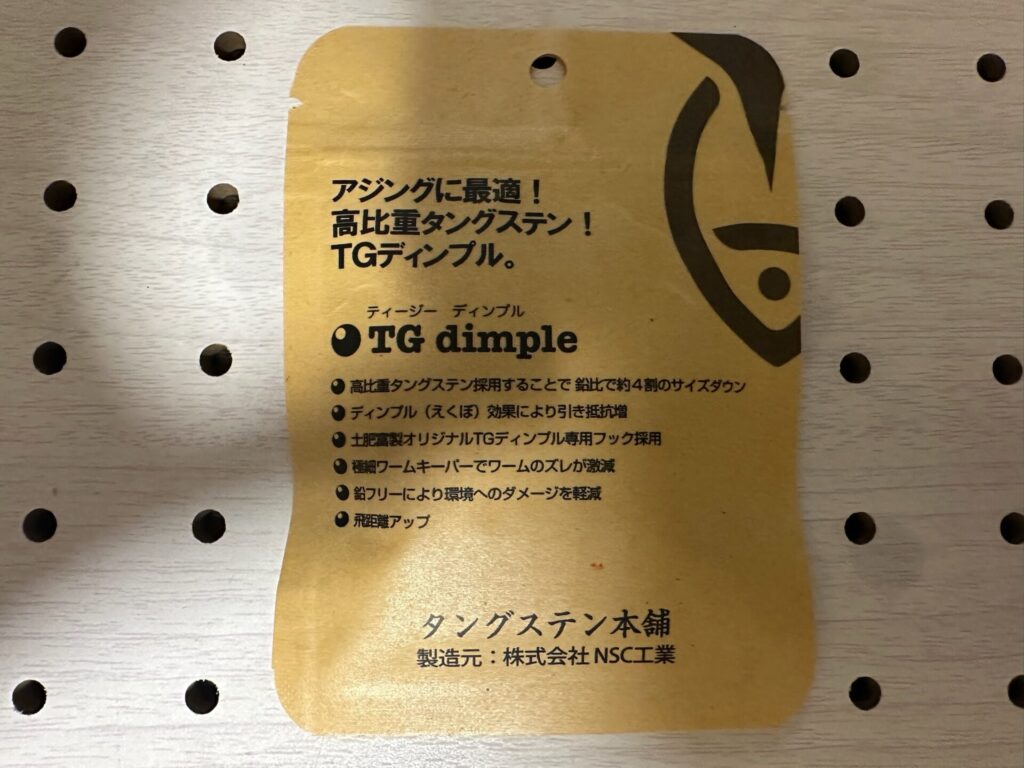 アジングに最適！
高比重タングステン！
TGディンプル。
ティージー ディンプル
TG dimple
高比重タングステン採用することで 鉛比で約4割のサイズダウン
ディンプル（えくぼ）効果により引き抵抗増
土肥富製オリジナルTGディンプル専用フック採用
極細ワームキーパーでワームのズレが激減
鉛フリーにより環境へのダメージを軽減
飛距離アップ
タングステン本舗
製造元：株式会社 NSC工業